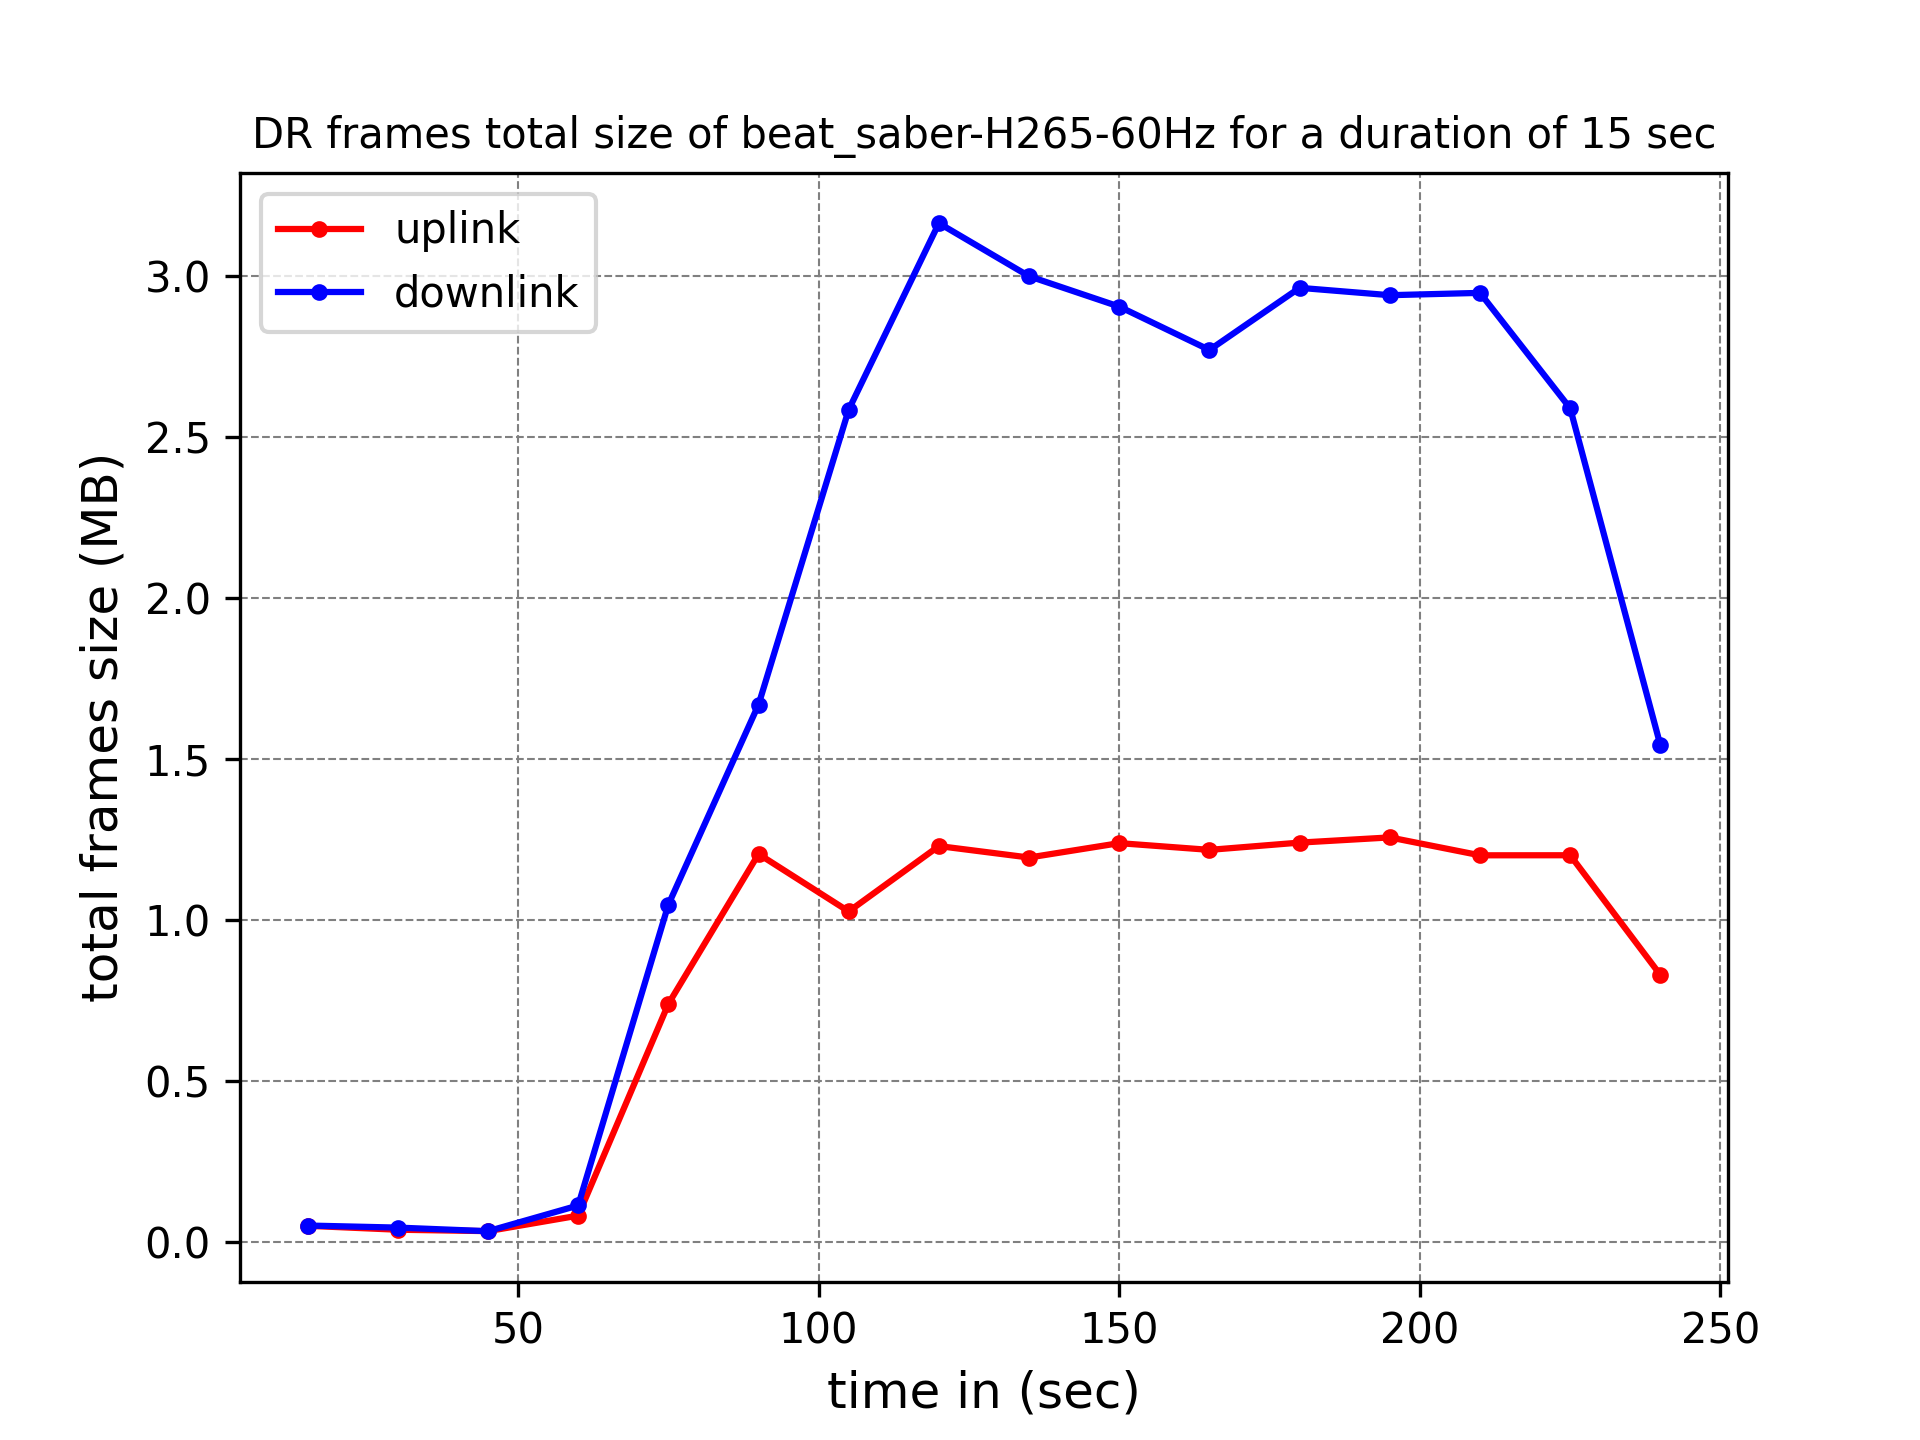 DR frames total size of beat_saber-H265-60Hz for a duration of 15 sec
uplink
downlink
total frames size (MB)
3.0
2.5
2.0
1.5
1.0
0.5
0.0
50 100 150 200 250
time in (sec)